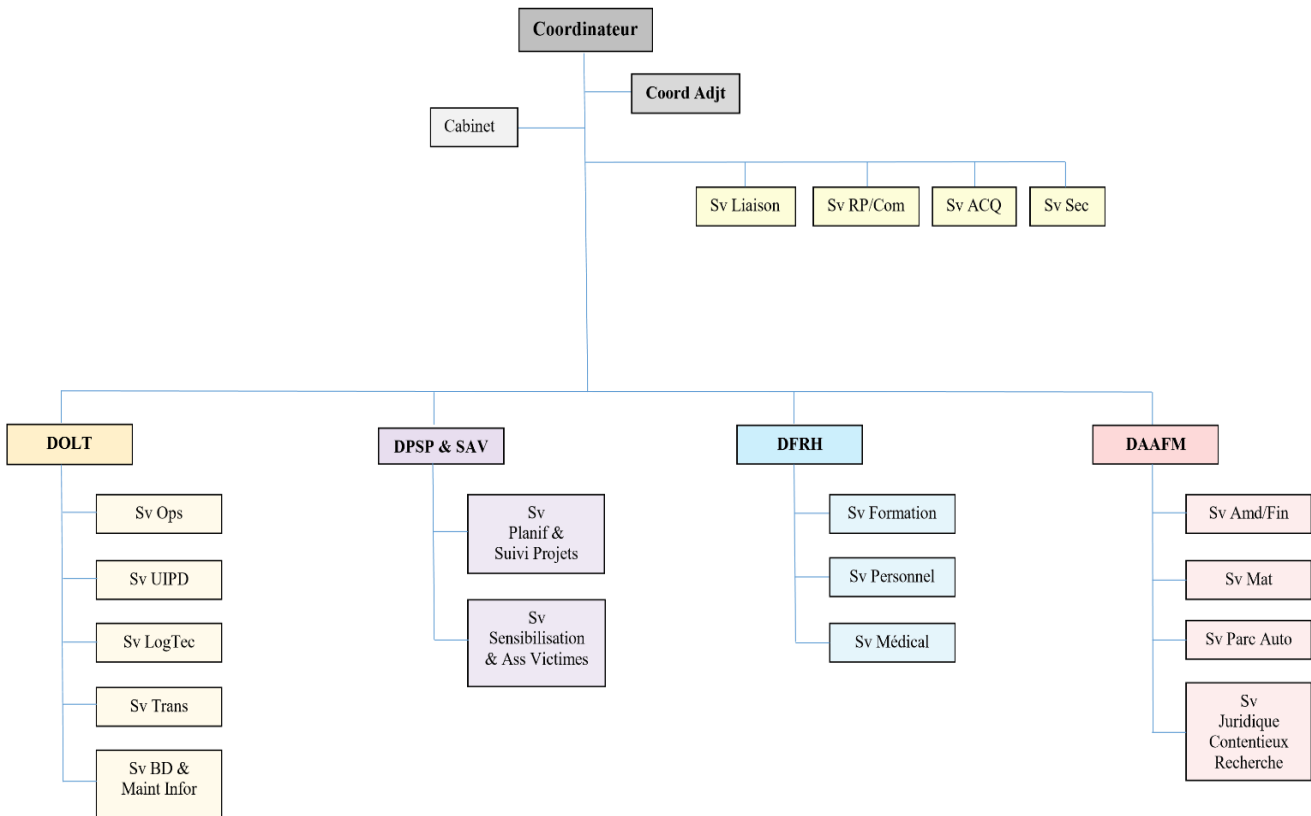 Coordinateur
Coord Adjt
Cabinet
Sv Liaison
Sv RP/Com
Sv ACQ
Sv Sec
DOLT
DPSP & SAV
DFRH
DAAFM
Sv Ops
Sv UIPD
Sv LogTec
Sv Trans
Sv BD &
Maint Infor
Sv
Planif &
Suivi Projets
Sv
Sensibilisation
& Ass Victimes
Sv Formation
Sv Personnel
Sv Médical
Sv Amd/Fin
Sv Mat
Sv Parc Auto
Sv
Juridique
Contentieux
Recherche